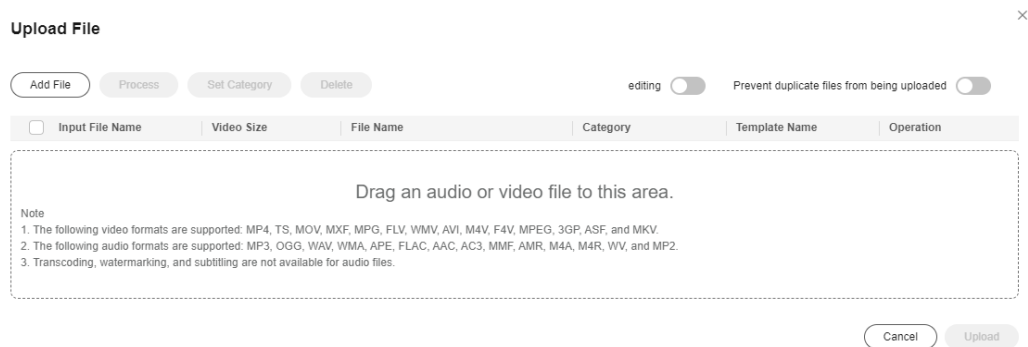 Upload File
Add File Process Set Category Delete editing Prevent duplicate files from being uploaded
Input File Name Video Size File Name Category Template Name Operation
Drag an audio or video file to this area.
Note
1. The following video formats are supported: MP4, TS, MOV, MXF, MPG, FLV, WMV, AVI, M4V, F4V, MPEG, 3GP, ASF, and MKV.
2. The following audio formats are supported: MP3, OGG, WAV, WMA, APE, FLAC, AAC, AC3, MMF, AMR, M4A, M4R, WV, and MP2.
3. Transcoding, watermarking, and subtitling are not available for audio files.
Cancel Upload